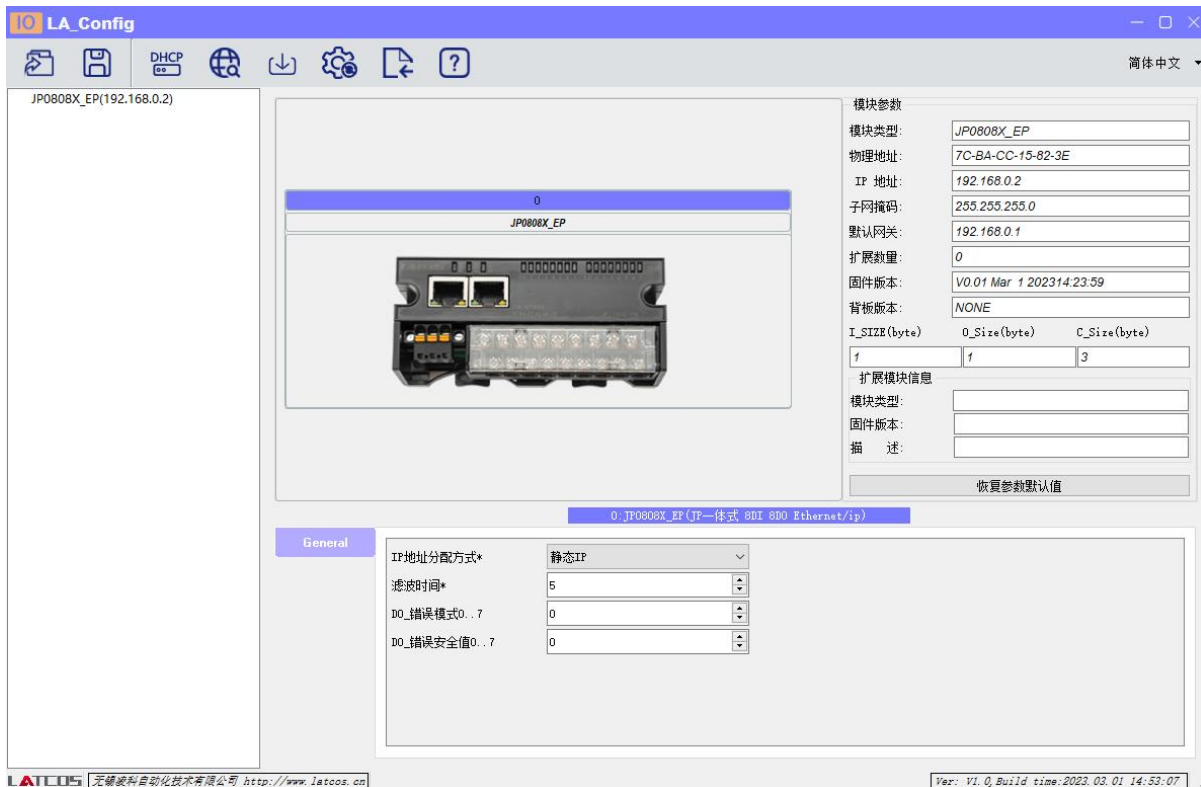 IO LA_Config
DHCP
?
简体中文
JP0808X_EP(192.168.0.2)
0
JP0808X_EP
模块参数
模块类型: JP0808X_EP
物理地址: 7C-BA-CC-15-82-3E
IP 地址: 192.168.0.2
子网掩码: 255.255.255.0
默认网关: 192.168.0.1
扩展数量: 0
固件版本: V0.01 Mar 1 202314:23:59
背板版本: NONE
I_SIZE(byte) O_Size(byte) C_Size(byte)
1 1 3
扩展模块信息
模块类型:
固件版本:
描 述:
恢复参数默认值
0:JP0808X_EP(JP一体式 8DI 8DO Ethernet/ip)
General
IP地址分配方式* 静态IP
滤波时间* 5
DO_错误模式0..7 0
DO_错误安全值0..7 0
LATCOS 无锡凌科自动化技术有限公司 http://www.latcos.cn
Ver: V1.0,Build time:2023.03.01 14:53:07